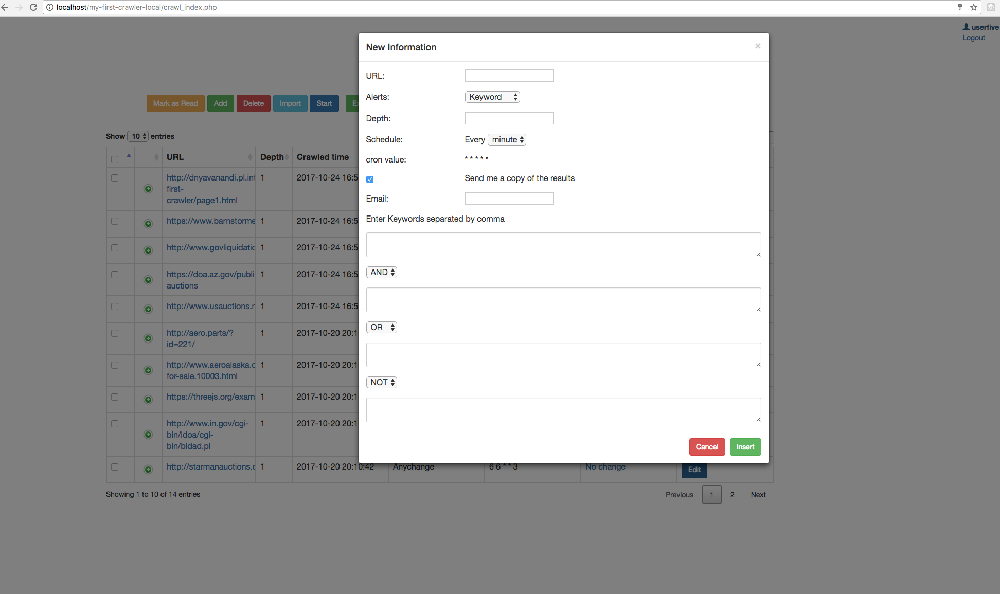 localhost/my-first-crawler-local/crawl_index.php
userfive
Logout
New Information ×
URL:
Alerts: Keyword
Depth:
Schedule: Every minute
cron value: * * * * *
Send me a copy of the results
Email:
Enter Keywords separated by comma
AND
OR
NOT
Cancel Insert
Mark as Read Add Delete Import Start
Show 10 entries
URL Depth Crawled time
http://dnyavanandi.pl.int 1 2017-10-24 16:5
first-
crawler/page1.html
https://www.barnstorme 1 2017-10-24 16:5
http://www.govliquidatio 1 2017-10-24 16:5
https://doa.az.gov/publi 1 2017-10-24 16:5
auctions
http://www.usauctions.n 1 2017-10-24 16:5
http://aero.parts/? 1 2017-10-20 20:1
id=221/
http://www.aeroalaska.c 1 2017-10-20 20:1
for-sale.10003.html
https://threejs.org/exam 1 2017-10-20 20:1
http://www.in.gov/cgi- 1 2017-10-20 20:1
bin/idoa/cgi-
bin/bidad.pl
http://starmanauctions.c 1 2017-10-20 20:10:42 Anychange 6 6 * * 3 No change Edit
Showing 1 to 10 of 14 entries Previous 1 2 Next